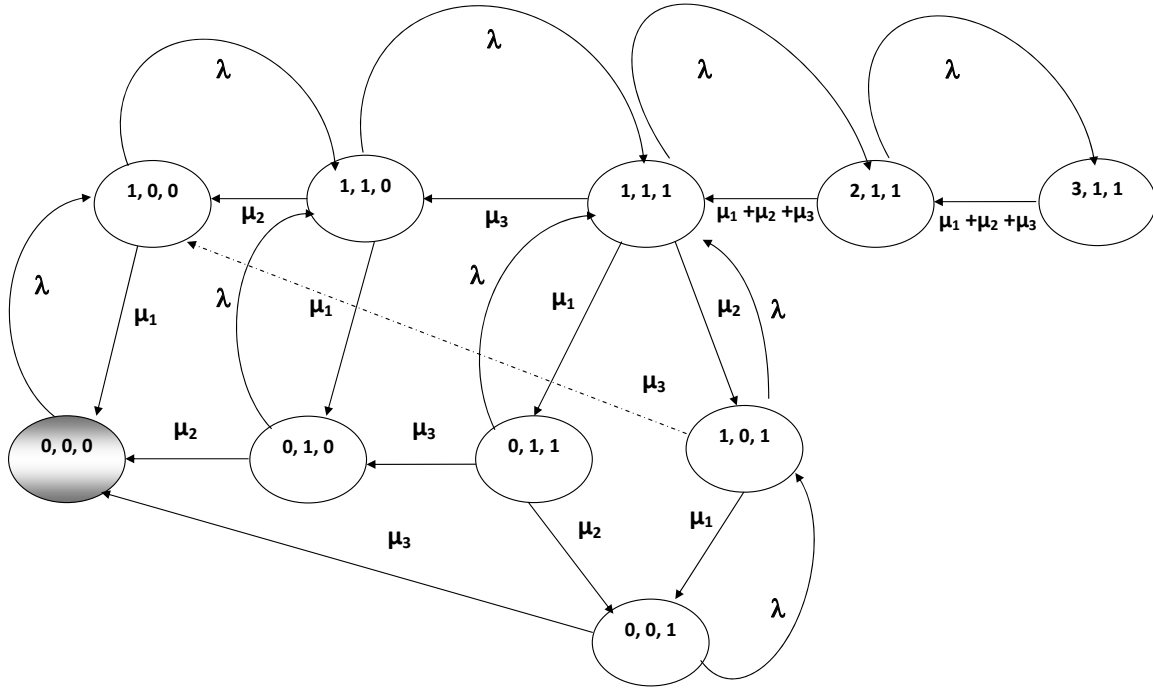 λ
λ
λ
λ
1, 0, 0
1, 1, 0
1, 1, 1
2, 1, 1
3, 1, 1
μ₂
μ₃
μ₁ +μ₂ +μ₃
μ₁ +μ₂ +μ₃
λ
μ₁
λ
μ₁
λ
μ₁
μ₂
λ
μ₃
0, 0, 0
μ₂
0, 1, 0
μ₃
0, 1, 1
1, 0, 1
μ₃
μ₂
μ₁
λ
0, 0, 1